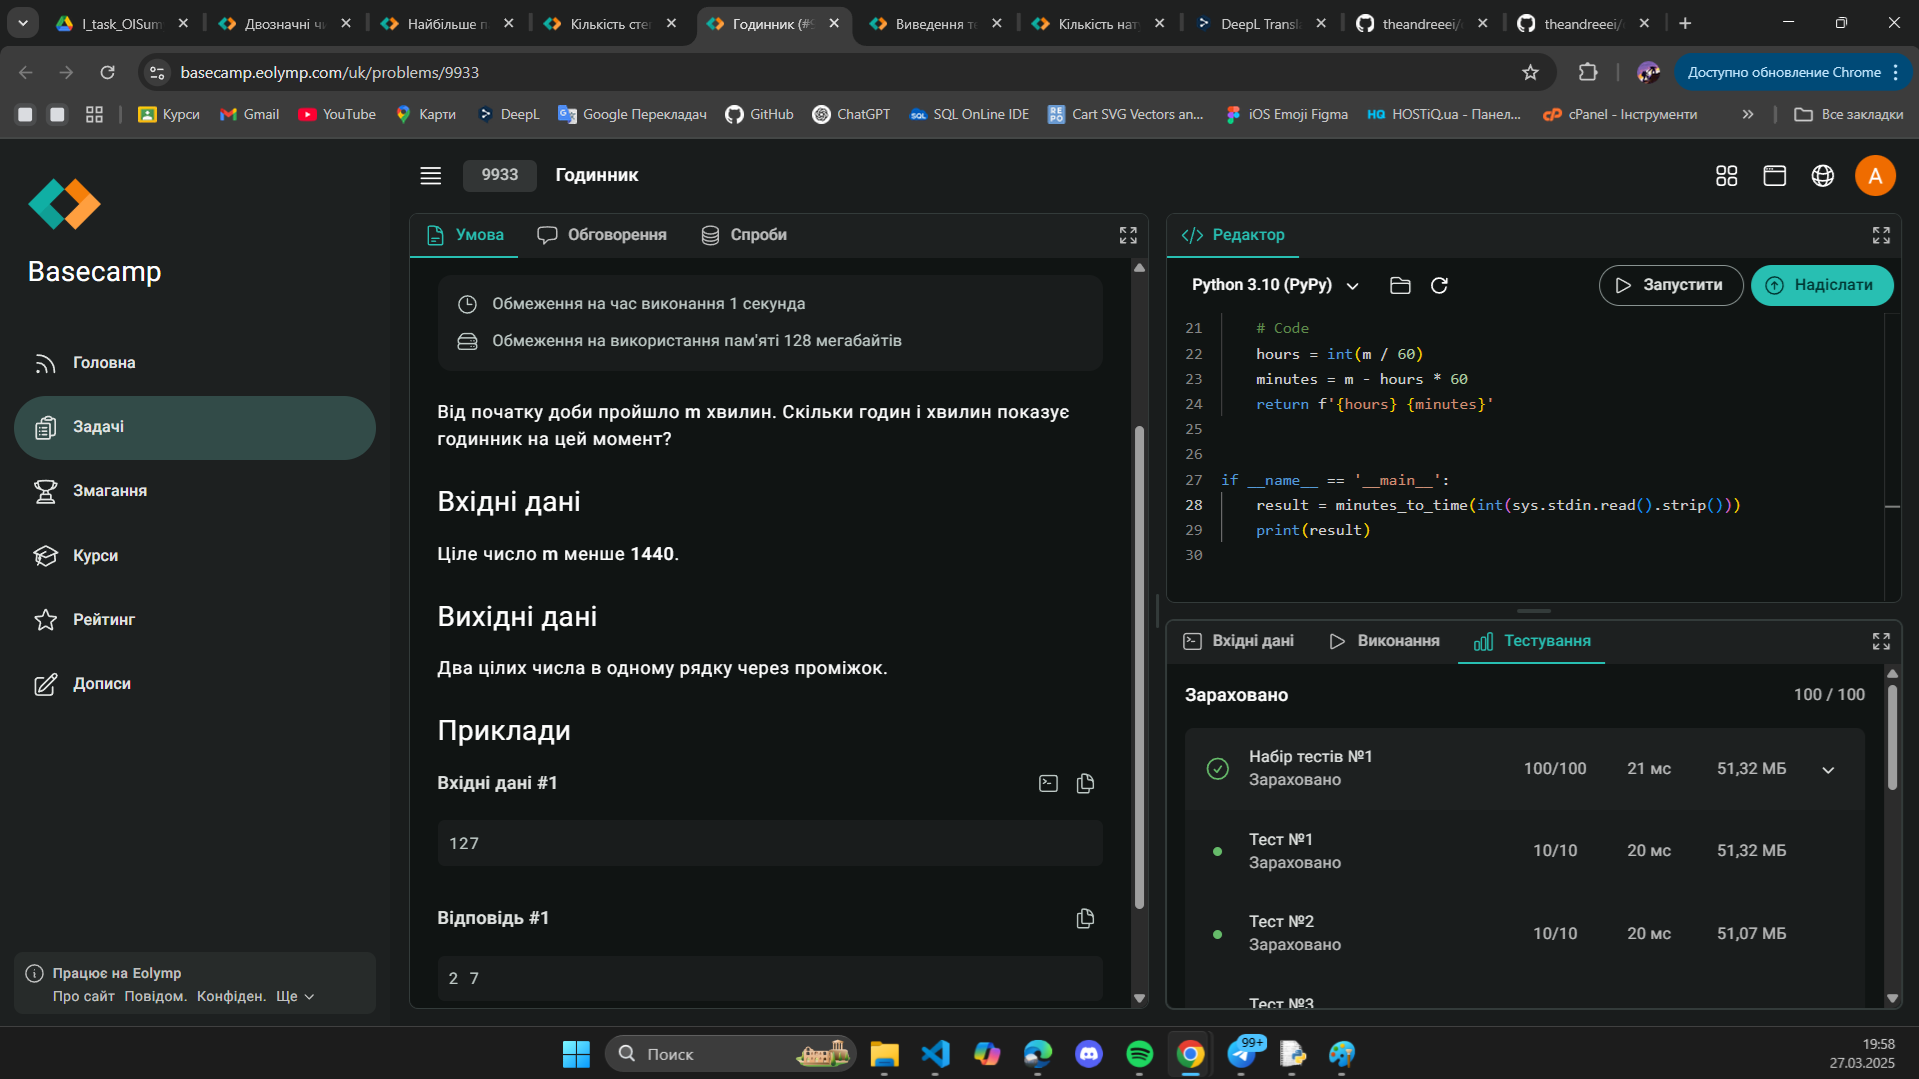 I_task_OISum
Двозначні чи
Найбільше п
Кількість сте
Годинник (#9
Виведення т
Кількість нат
DeepL Transl
theandreeei/
theandreeei/
basecamp.eolymp.com/uk/problems/9933
Доступно обновление Chrome
Курси
Gmail
YouTube
Карти
DeepL
Google Перекладач
GitHub
ChatGPT
SQL OnLine IDE
Cart SVG Vectors an...
iOS Emoji Figma
HOSTiQ.ua - Панел...
cPanel - Інструменти
»
Все закладки
Basecamp
Головна
Задачі
Змагання
Курси
Рейтинг
Дописи
Працює на Eolymp
Про сайт Повідом. Конфіден. Ще
9933
Годинник
A
Умова
Обговорення
Спроби
Обмеження на час виконання 1 секунда
Обмеження на використання пам'яті 128 мегабайтів
Від початку доби пройшло m хвилин. Скільки годин і хвилин показує
годинник на цей момент?
Вхідні дані
Ціле число m менше 1440.
Вихідні дані
Два цілих числа в одному рядку через проміжок.
Приклади
Вхідні дані #1
127
Відповідь #1
2 7
Редактор
Python 3.10 (PyPy)
Запустити
Надіслати
21 # Code
22 hours = int(m / 60)
23 minutes = m - hours * 60
24 return f'{hours} {minutes}'
25
26
27 if __name__ == '__main__':
28 result = minutes_to_time(int(sys.stdin.read().strip()))
29 print(result)
30
Вхідні дані
Виконання
Тестування
Зараховано 100 / 100
Набір тестів №1
Зараховано
100/100 21 мс 51,32 МБ
Тест №1
Зараховано
10/10 20 мс 51,32 МБ
Тест №2
Зараховано
10/10 20 мс 51,07 МБ
Тест №3
Поиск
99+
19:58
27.03.2025